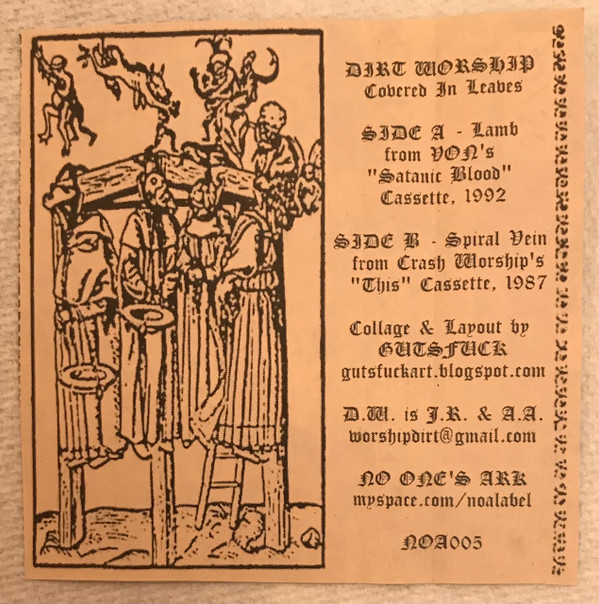 DIRT WORSHIP
Covered In Leaves
SIDE A - Lamb
from VON's
"Satanic Blood"
Cassette, 1992
SIDE B - Spiral Vein
from Crash Worship's
"This" Cassette, 1987
Collage & Layout by
GUTSFUCK
gutsfuckart.blogspot.com
D.W. is J.R. & A.A.
worshipdirt@gmail.com
NO ONE'S ARK
myspace.com/noalabel
NOA005